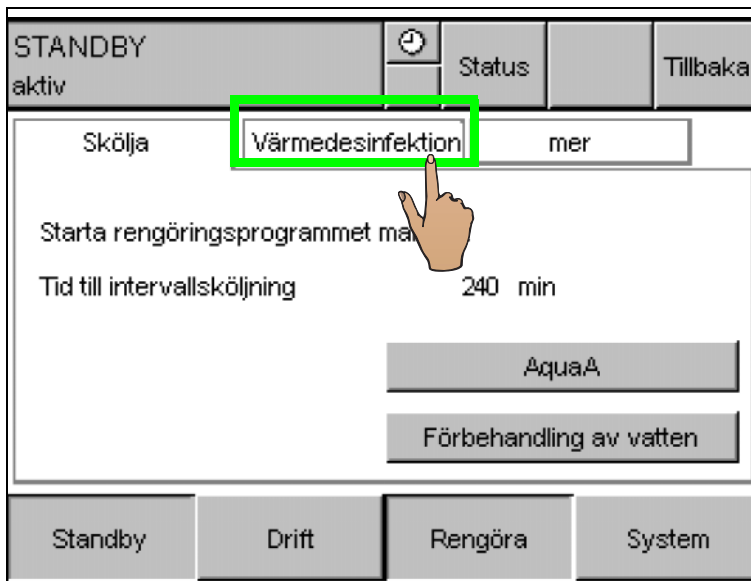 STANDBY
aktiv
Status
Tillbaka
Skölja
Värmedesinfektion
mer
Starta rengöringsprogrammet
Tid till intervallsköljning 240 min
AquaA
Förbehandling av vatten
Standby
Drift
Rengöra
System